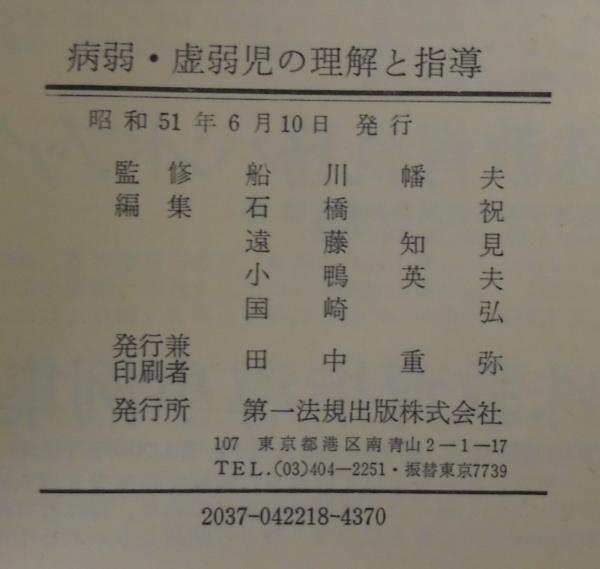 病弱・虚弱児の理解と指導
昭和51年6月10日 発行
監修 船川幡夫
編集 石橋祝
遠藤知見
小鴨英夫
国崎弘
発行兼印刷者 田中重弥
発行所 第一法規出版株式会社
107 東京都港区南青山2―1―17
TEL.(03)404―2251・振替東京7739
2037-042218-4370